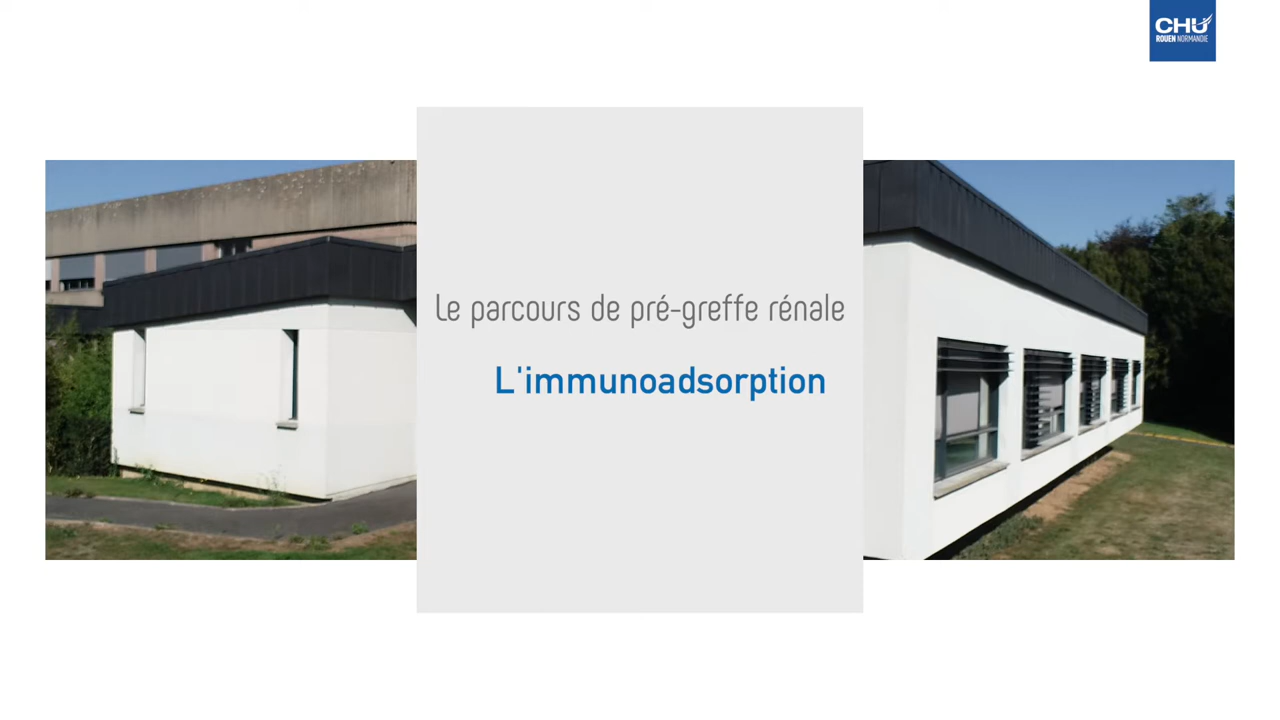 CHU
ROUEN NORMANDIE
Le parcours de pré-greffe rénale
L'immunoadsorption